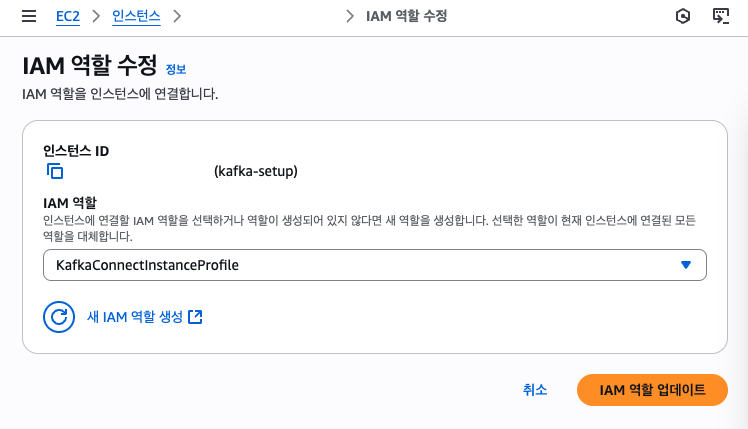 EC2 > 인스턴스 > > IAM 역할 수정
IAM 역할 수정 정보
IAM 역할을 인스턴스에 연결합니다.
인스턴스 ID
(kafka-setup)
IAM 역할
인스턴스에 연결할 IAM 역할을 선택하거나 역할이 생성되어 있지 않다면 새 역할을 생성합니다. 선택한 역할이 현재 인스턴스에 연결된 모든
역할을 대체합니다.
KafkaConnectInstanceProfile
새 IAM 역할 생성
취소 IAM 역할 업데이트